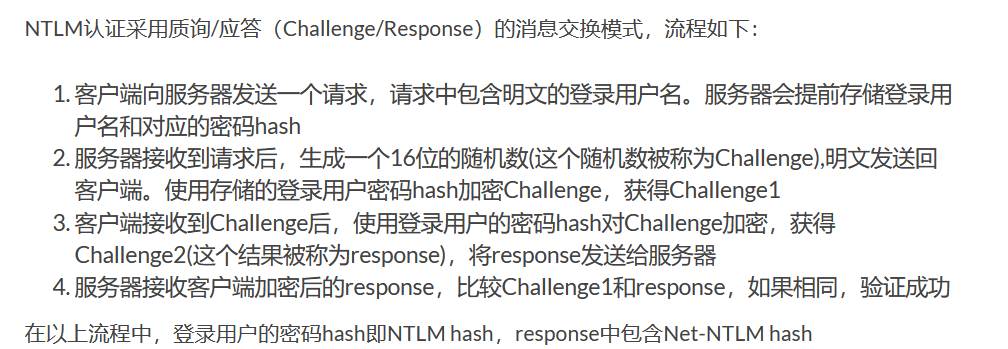 NTLM认证采用质询/应答（Challenge/Response）的消息交换模式，流程如下：
1. 客户端向服务器发送一个请求，请求中包含明文的登录用户名。服务器会提前存储登录用
户名和对应的密码hash
2. 服务器接收到请求后，生成一个16位的随机数(这个随机数被称为Challenge),明文发送回
客户端。使用存储的登录用户密码hash加密Challenge，获得Challenge1
3. 客户端接收到Challenge后，使用登录用户的密码hash对Challenge加密，获得
Challenge2(这个结果被称为response)，将response发送给服务器
4. 服务器接收客户端加密后的response，比较Challenge1和response，如果相同，验证成功
在以上流程中，登录用户的密码hash即NTLM hash，response中包含Net-NTLM hash